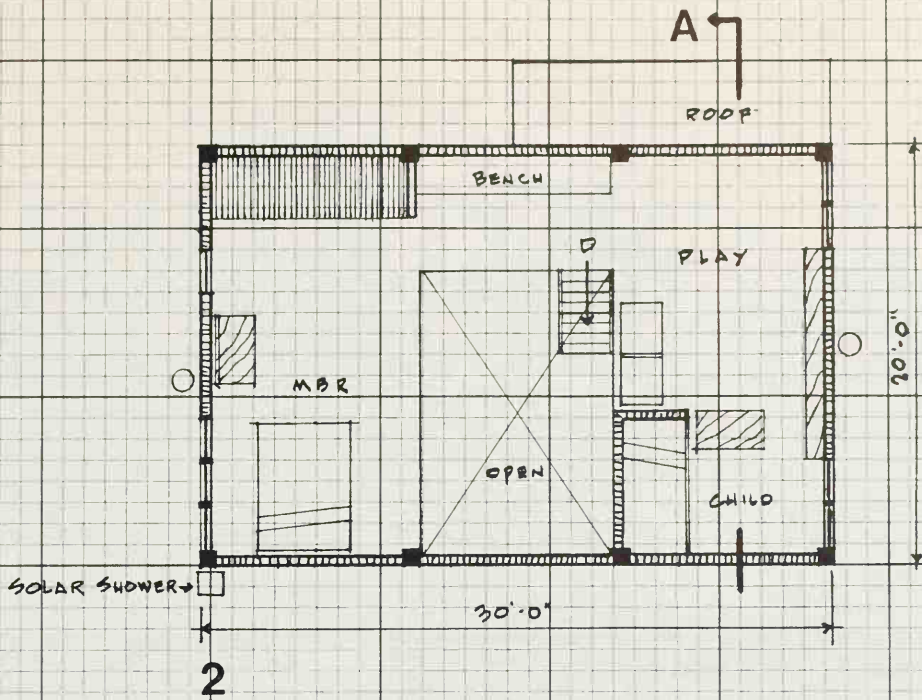 A
ROOF
BENCH
D
PLAY
20'-0"
MBR
OPEN
CHILD
SOLAR SHOWER
30'-0"
2